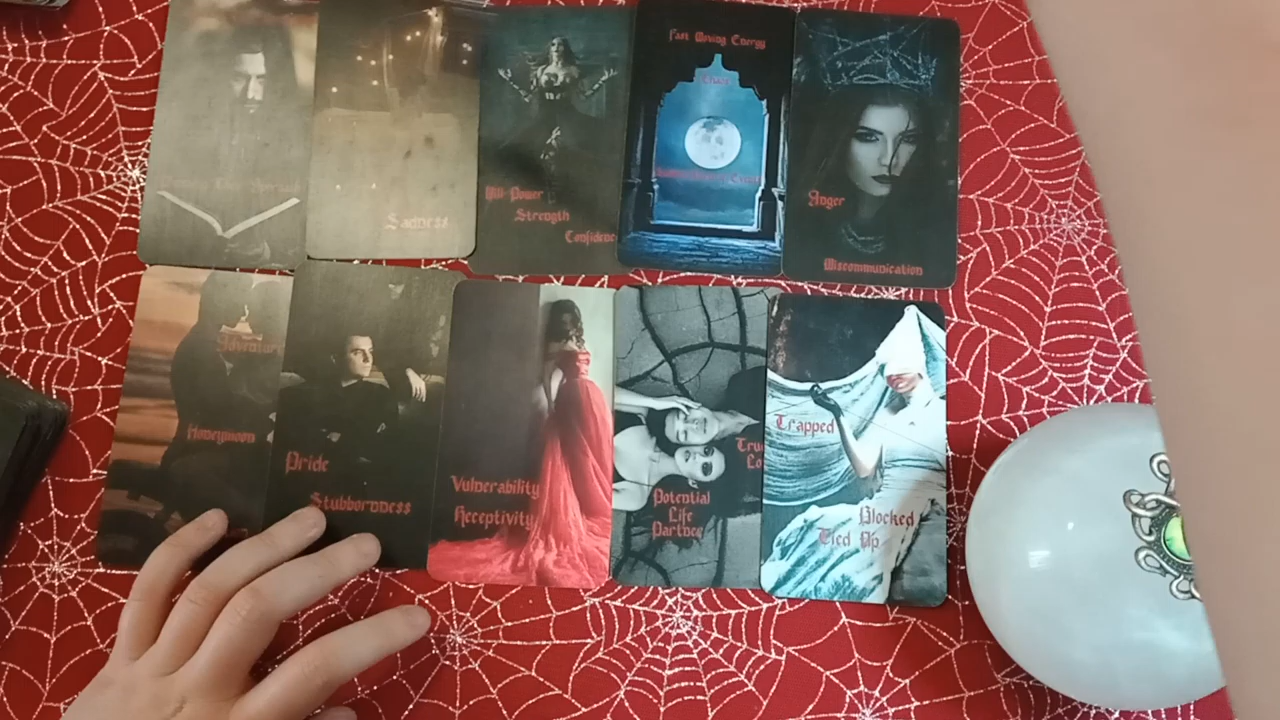 Sadness
Will Power
Strength
Confidence
Fast Moving Energy
Anger
Miscommunication
Adventure
Honeymoon
Pride
Stubbornness
Vulnerability
Receptivity
Potential
Life
Partner
Trapped
Blocked
Tied Up